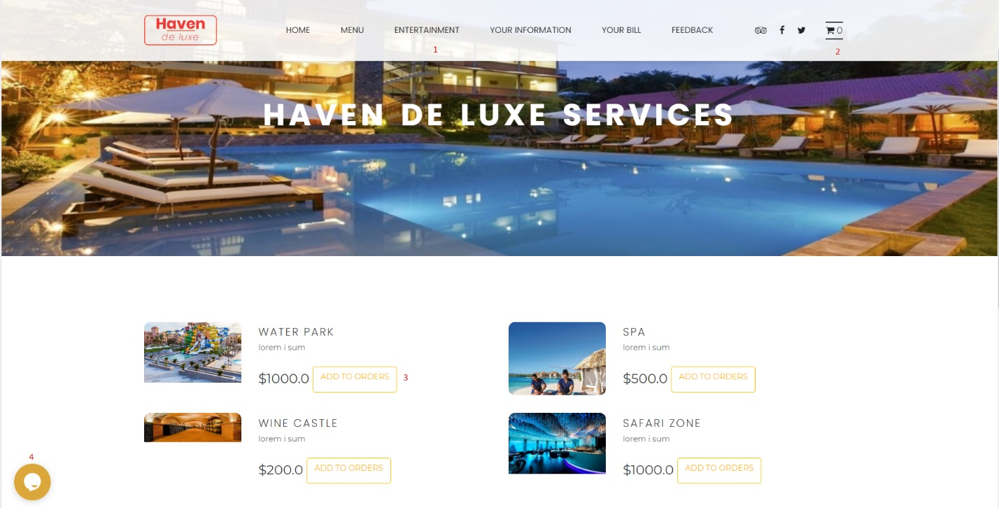 Haven
de luxe
HOME MENU ENTERTAINMENT YOUR INFORMATION YOUR BILL FEEDBACK 0
1 2
HAVEN DE LUXE SERVICES
WATER PARK
lorem i sum
$1000.0 ADD TO ORDERS 3
SPA
lorem i sum
$500.0 ADD TO ORDERS
WINE CASTLE
lorem i sum
$200.0 ADD TO ORDERS
SAFARI ZONE
lorem i sum
$1000.0 ADD TO ORDERS
4